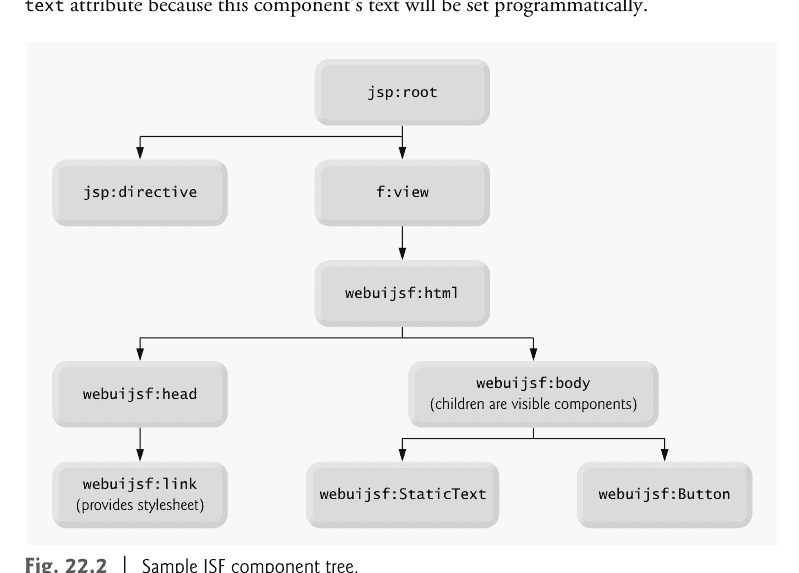 text attribute because this component's text will be set programmatically.
jsp:root
jsp:directive
f:view
webuijsf:html
webuijsf:head
webuijsf:body
(children are visible components)
webuijsf:link
(provides stylesheet)
webuijsf:StaticText
webuijsf:Button
Fig. 22.2 | Sample JSF component tree.